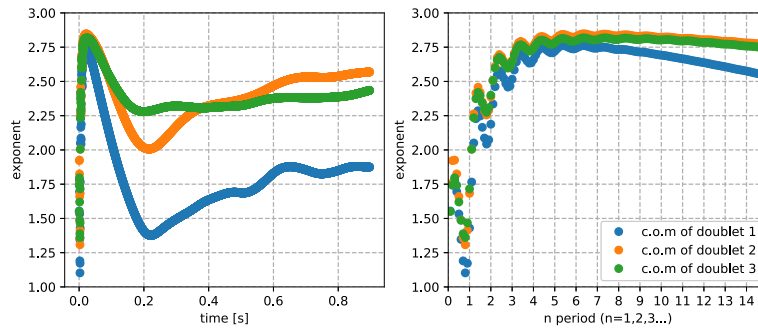 3.00
2.75
2.50
2.25
2.00
1.75
1.50
1.25
1.00
exponent
0.0 0.2 0.4 0.6 0.8
time [s]
3.00
2.75
2.50
2.25
2.00
1.75
1.50
1.25
1.00
exponent
c.o.m of doublet 1
c.o.m of doublet 2
c.o.m of doublet 3
0 1 2 3 4 5 6 7 8 9 10 11 12 13 14
n period (n=1,2,3...)